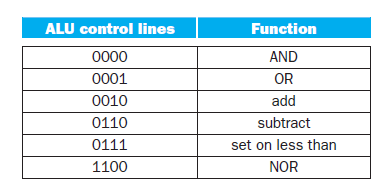 ALU control lines Function
0000 AND
0001 OR
0010 add
0110 subtract
0111 set on less than
1100 NOR